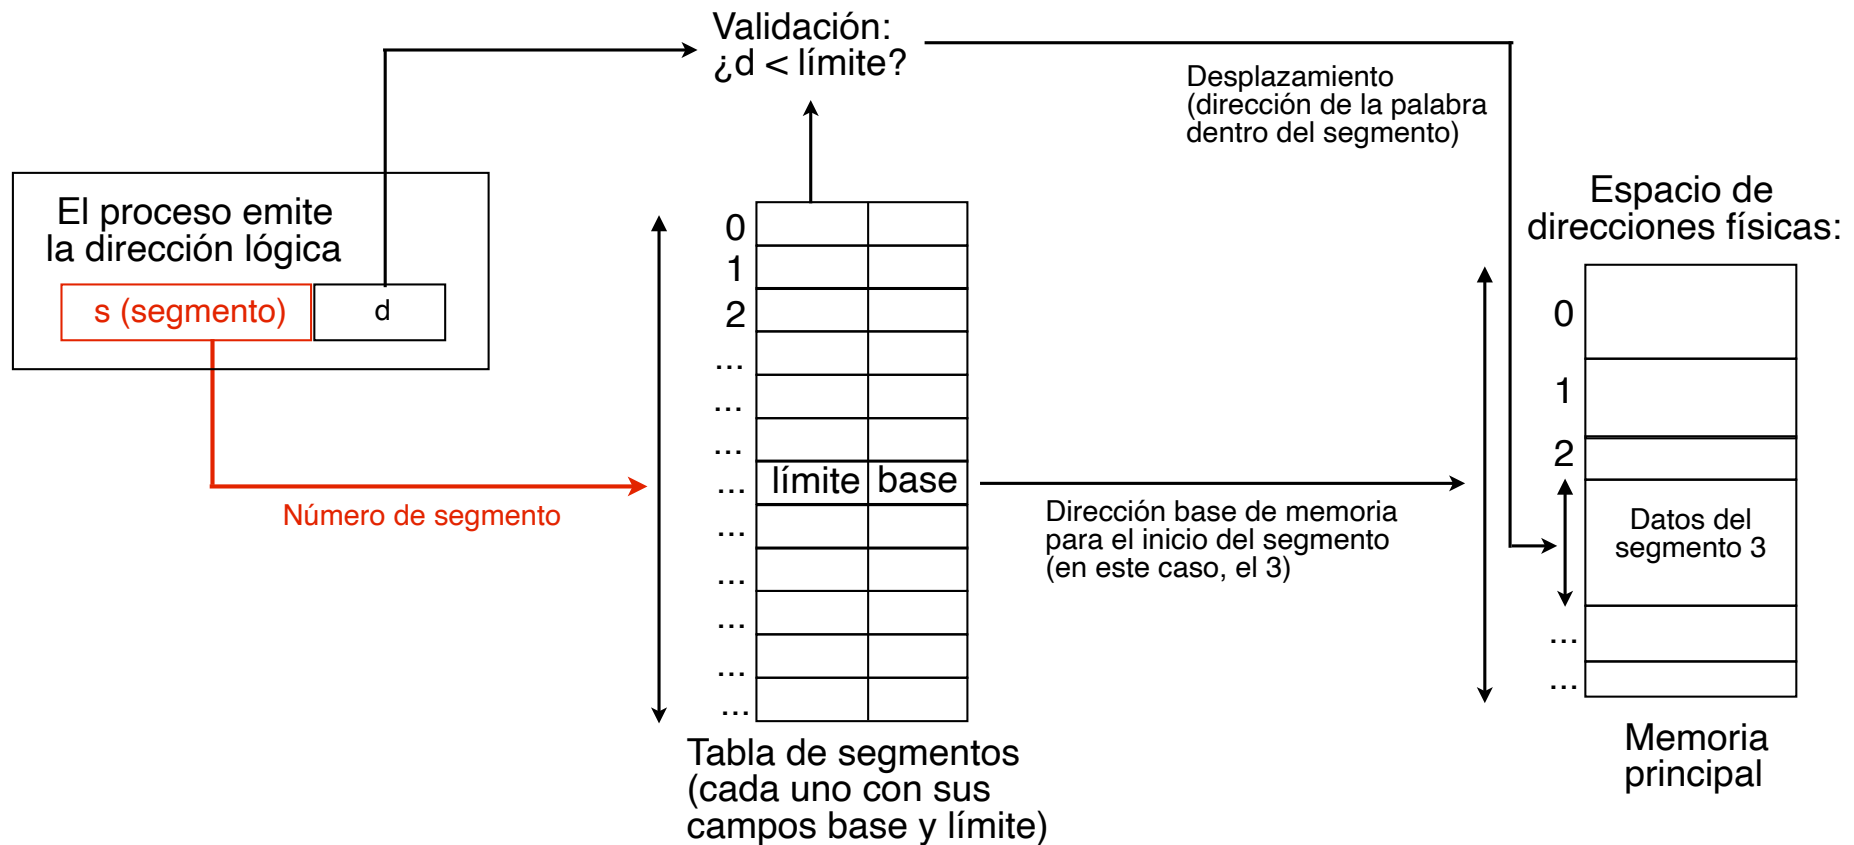 Validación:
¿d < límite?
Desplazamiento
(dirección de la palabra
dentro del segmento)
El proceso emite
la dirección lógica
s (segmento)
d
Número de segmento
0
1
2
...
...
...
... límite base
...
...
...
...
...
Tabla de segmentos
(cada uno con sus
campos base y límite)
Dirección base de memoria
para el inicio del segmento
(en este caso, el 3)
Espacio de
direcciones físicas:
0
1
2
Datos del
segmento 3
...
...
Memoria
principal